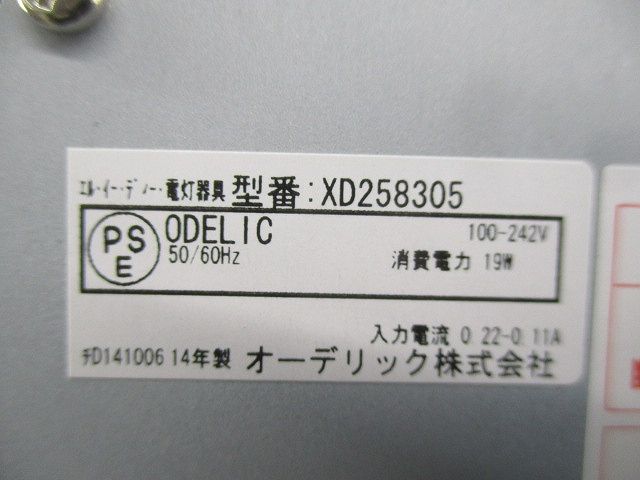 エル・イー・デノー・電灯器具 型番:XD258305
PSE ODELIC 100-242V
50/60Hz 消費電力 19W
入力電流 0.22-0.11A
チD141006 14年製 オーデリック株式会社